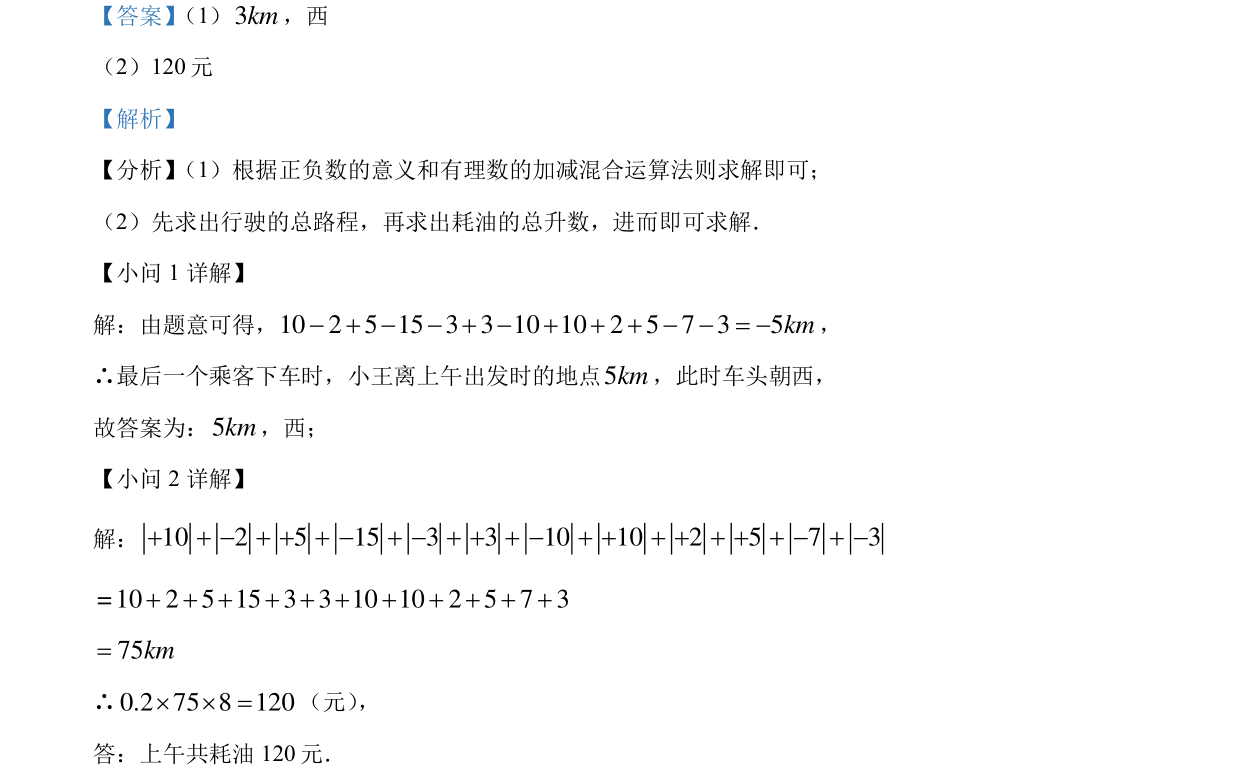 【答案】（1）3km，西
（2）120 元
【解析】
【分析】（1）根据正负数的意义和有理数的加减混合运算法则求解即可；
（2）先求出行驶的总路程，再求出耗油的总升数，进而即可求解．
【小问 1 详解】
解：由题意可得，10−2+5−15−3+3−10+10+2+5−7−3=−5km，
∴最后一个乘客下车时，小王离上午出发时的地点5km，此时车头朝西，
故答案为：5km，西；
【小问 2 详解】
解：|+10|+|−2|+|+5|+|−15|+|−3|+|+3|+|−10|+|+10|+|+2|+|+5|+|−7|+|−3|
=10+2+5+15+3+3+10+10+2+5+7+3
=75km
∴0.2×75×8=120（元），
答：上午共耗油 120 元．